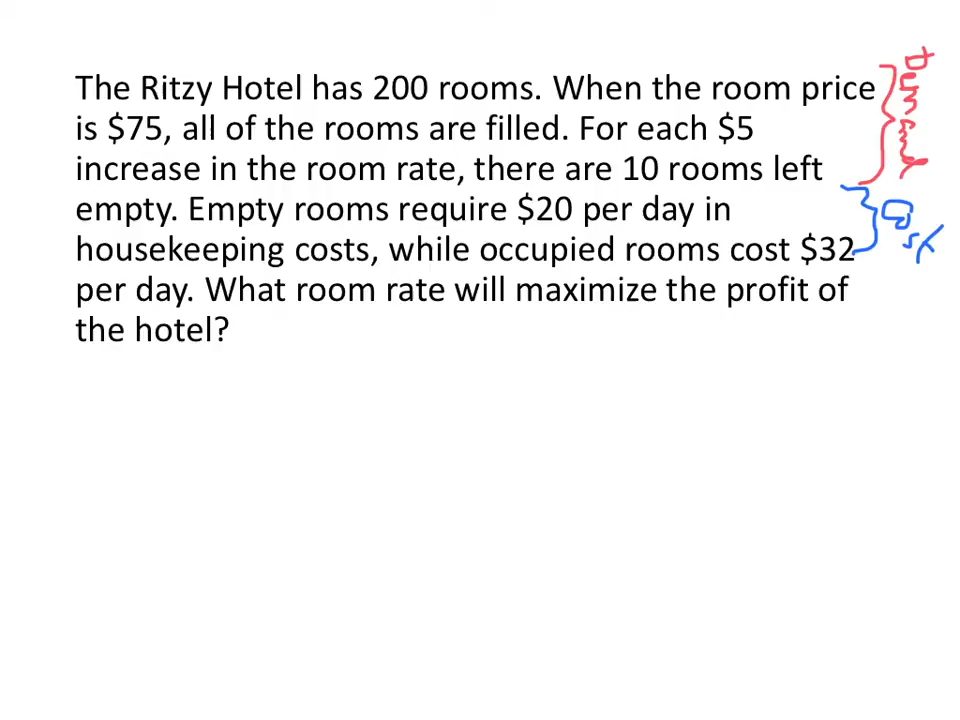 The Ritzy Hotel has 200 rooms. When the room price
is $75, all of the rooms are filled. For each $5
increase in the room rate, there are 10 rooms left
empty. Empty rooms require $20 per day in
housekeeping costs, while occupied rooms cost $32
per day. What room rate will maximize the profit of
the hotel?
Demand
Cost